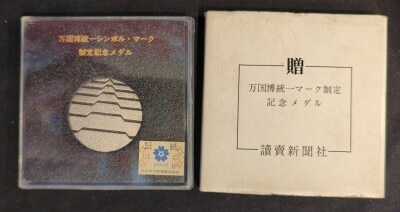 万国博統一シンボル・マーク
制定記念メダル
証紙
贈
万国博統一マーク制定
記念メダル
讀賣新聞社